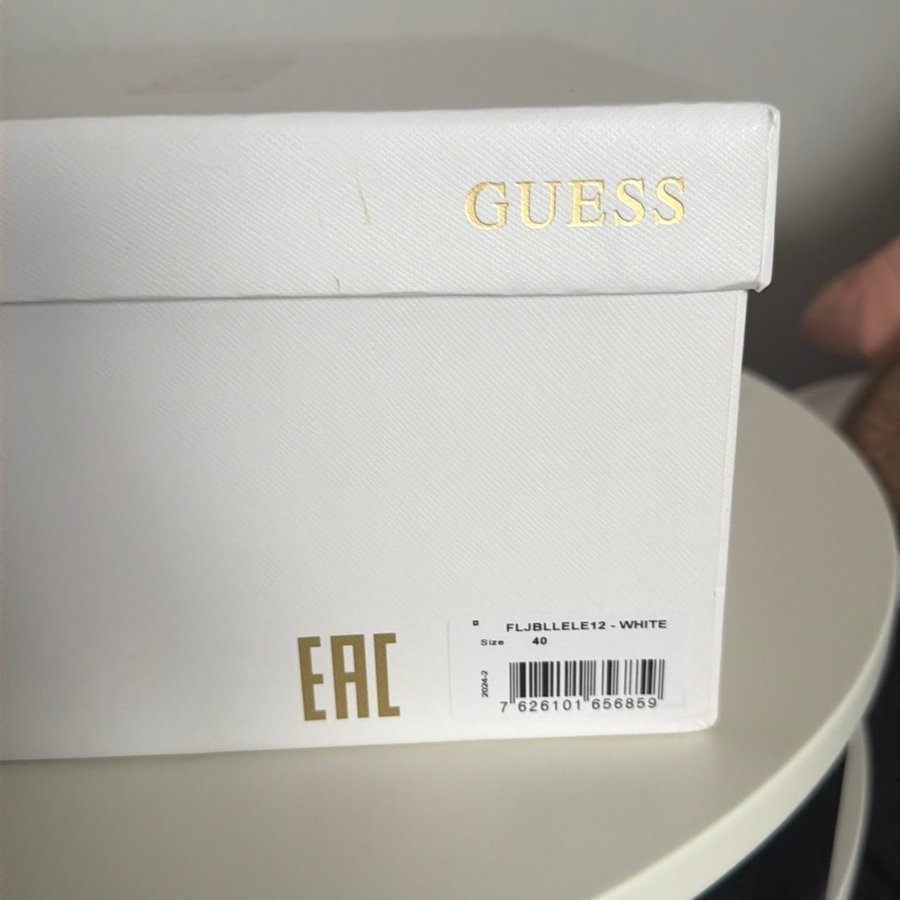 GUESS
EAC
FLJBLLELE12 - WHITE
Size 40
2024-2
7 626101 656859